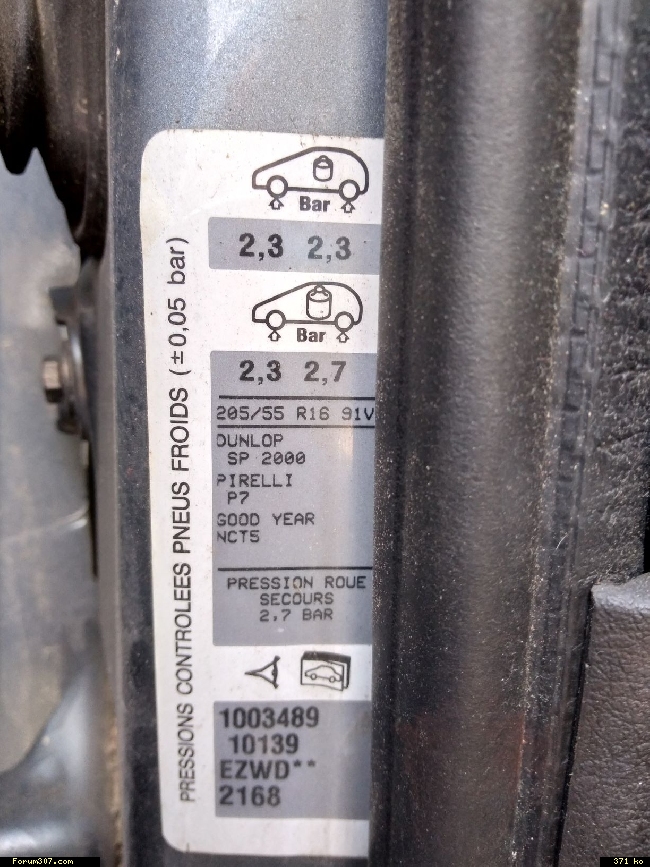 Bar
2,3 2,3
Bar
2,3 2,7
205/55 R16 91V
DUNLOP
SP 2000
PIRELLI
P7
GOOD YEAR
NCT5
PRESSION ROUE
SECOURS
2,7 BAR
PRESSIONS CONTROLEES PNEUS FROIDS (±0,05 bar)
1003489
10139
EZWD**
2168
Forum307.com
371 ko